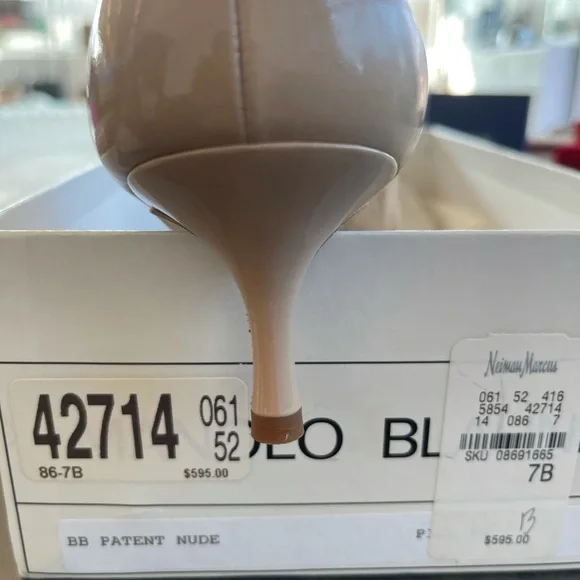 42714
061
52
86-7B
$595.00
OLO BL
Neiman Marcus
061 52 416
5854 42714
14 086 7
SKU 08691665
7B
13
$595.00
BB PATENT NUDE